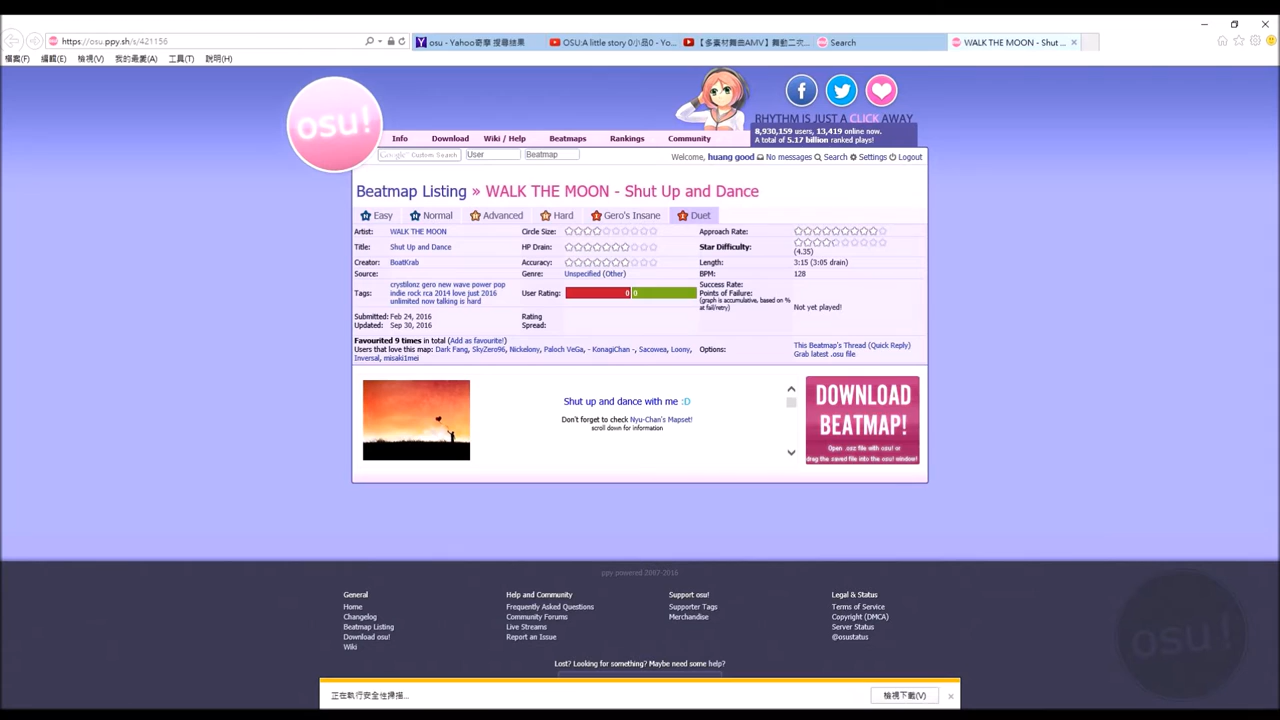 https://osu.ppy.sh/s/421156
osu - Yahoo奇摩 搜尋結果
OSU:A little story 0小品0 - Yo...
【多素材舞曲AMV】舞動二次...
Search
WALK THE MOON - Shut ...
檔案(F) 編輯(E) 檢視(V) 我的最愛(A) 工具(T) 說明(H)
osu!
RHYTHM IS JUST A CLICK AWAY
Info Download Wiki / Help Beatmaps Rankings Community
8,930,159 users, 13,419 online now.
A total of 5.17 billion ranked plays!
Google™ Custom Search User Beatmap
Welcome, huang good No messages Search Settings Logout
Beatmap Listing » WALK THE MOON - Shut Up and Dance
Easy Normal Advanced Hard Gero's Insane Duet
Artist: WALK THE MOON Circle Size: Approach Rate:
Title: Shut Up and Dance HP Drain: Star Difficulty: (4.35)
Creator: BoatKrab Accuracy: Length: 3:15 (3:05 drain)
Source: Genre: Unspecified (Other) BPM: 128
Tags: crystilonz gero new wave power pop
indie rock rca 2014 love just 2016
unlimited now talking is hard
User Rating: 0 0
Success Rate:
Points of Failure:
(graph is accumulative, based on %
at fail/retry)
Not yet played!
Submitted: Feb 24, 2016
Updated: Sep 30, 2016
Rating
Spread:
Favourited 9 times in total (Add as favourite!)
Users that love this map: Dark Fang, SkyZero96, Nickelony, Paloch VeGa, - KonagiChan -, Sacowea, Loony,
Inversal, misaki1mei
Options: This Beatmap's Thread (Quick Reply)
Grab latest .osu file
Shut up and dance with me :D
Don't forget to check Nyu-Chan's Mapset!
scroll down for information
DOWNLOAD
BEATMAP!
Open .osz file with osu! or
drag the saved file into the osu! window!
ppy powered 2007-2016
General
Home
Changelog
Beatmap Listing
Download osu!
Wiki
Help and Community
Frequently Asked Questions
Community Forums
Live Streams
Report an Issue
Support osu!
Supporter Tags
Merchandise
Legal & Status
Terms of Service
Copyright (DMCA)
Server Status
@osustatus
osu!
Lost? Looking for something? Maybe need some help?
正在執行安全性掃描...
檢視下載(V)